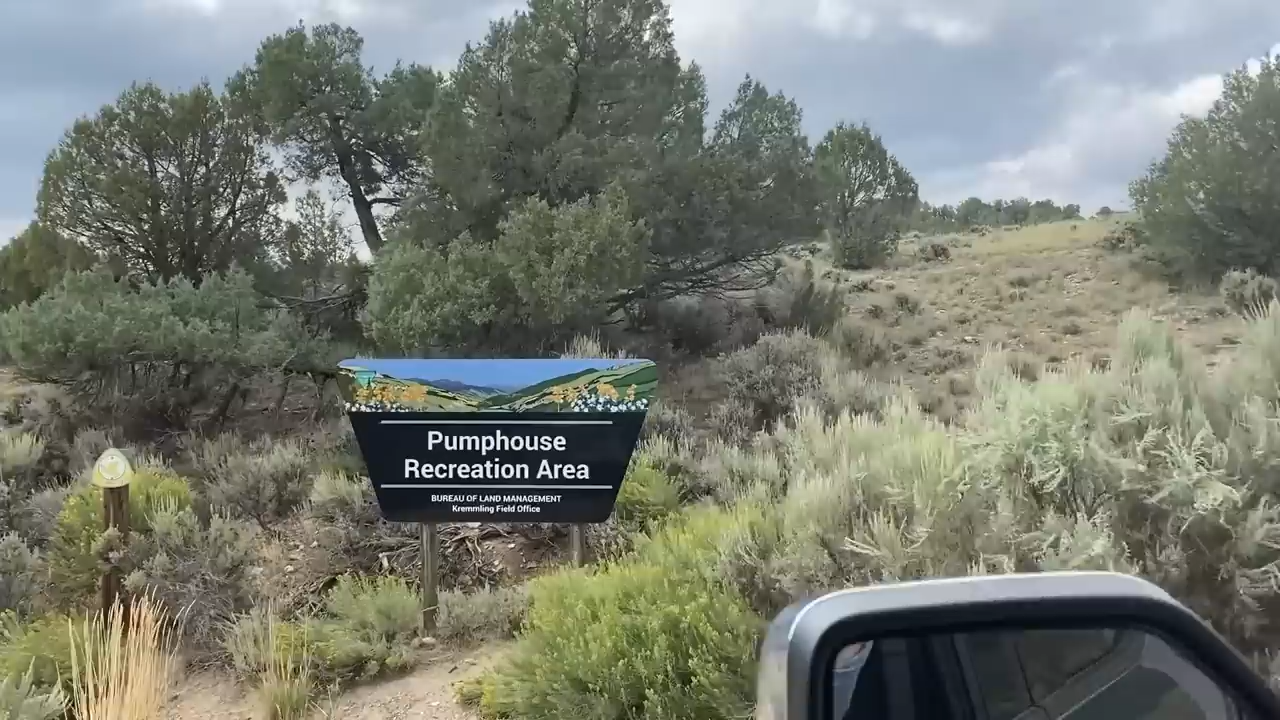 Pumphouse
Recreation Area
BUREAU OF LAND MANAGEMENT
Kremmling Field Office